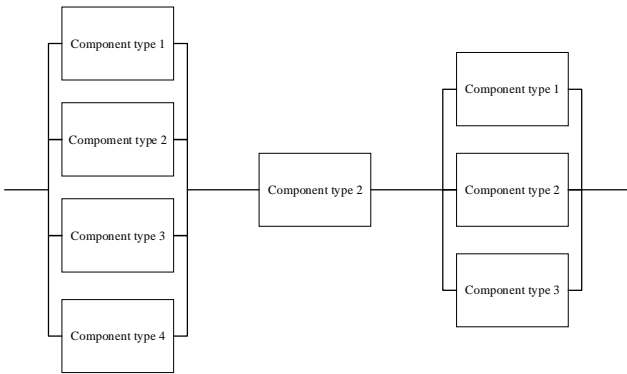 Component type 1
Compoment type 2
Component type 3
Component type 4
Component type 2
Component type 1
Component type 2
Component type 3